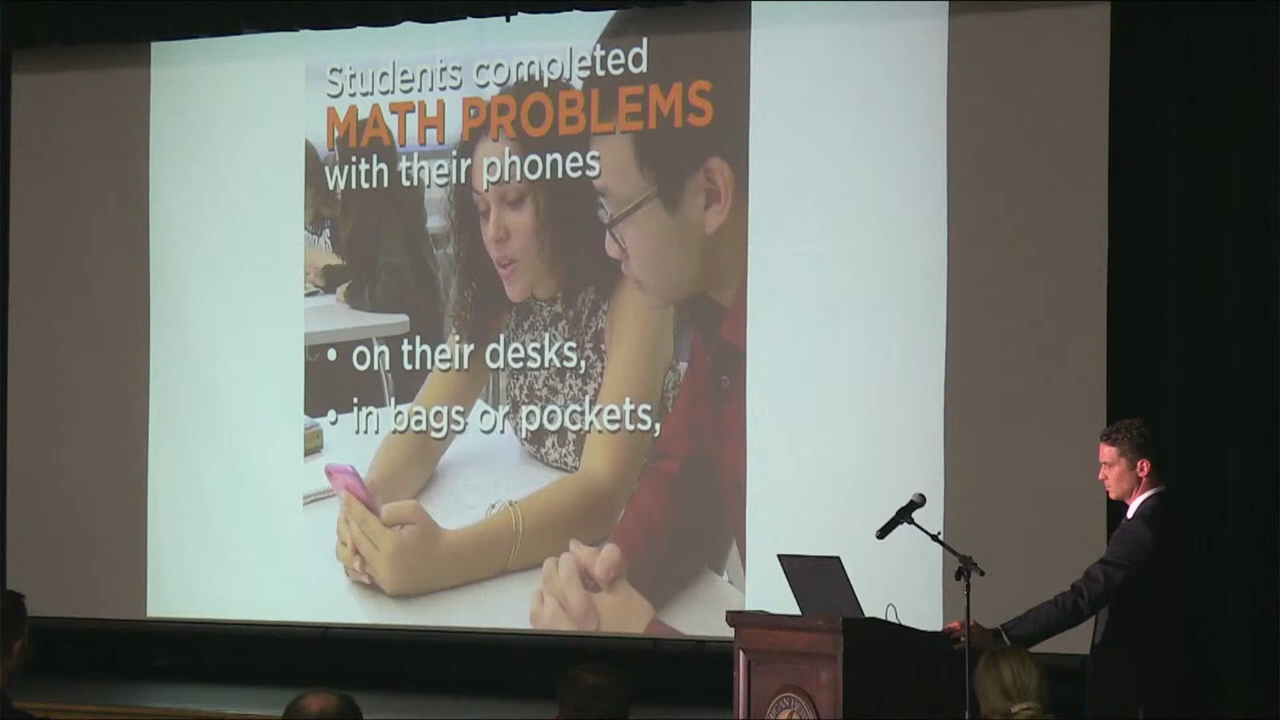 Students completed
MATH PROBLEMS
with their phones
• on their desks,
• in bags or pockets,